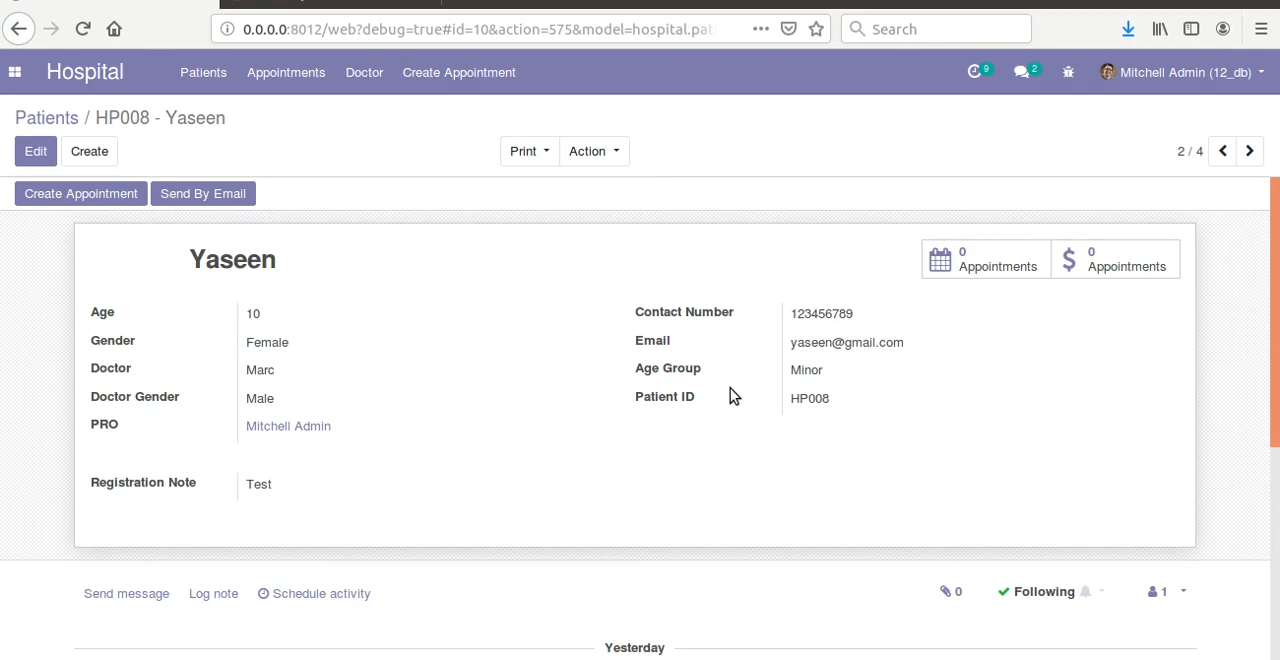 0.0.0.0:8012/web?debug=true#id=10&action=575&model=hospital.pat
Search
Hospital
Patients
Appointments
Doctor
Create Appointment
9
2
Mitchell Admin (12_db)
Patients / HP008 - Yaseen
Edit
Create
Print
Action
2 / 4
Create Appointment
Send By Email
Yaseen
0
Appointments
$
0
Appointments
Age 10
Gender Female
Doctor Marc
Doctor Gender Male
PRO Mitchell Admin
Contact Number 123456789
Email yaseen@gmail.com
Age Group Minor
Patient ID HP008
Registration Note Test
Send message
Log note
Schedule activity
0
Following
1
Yesterday